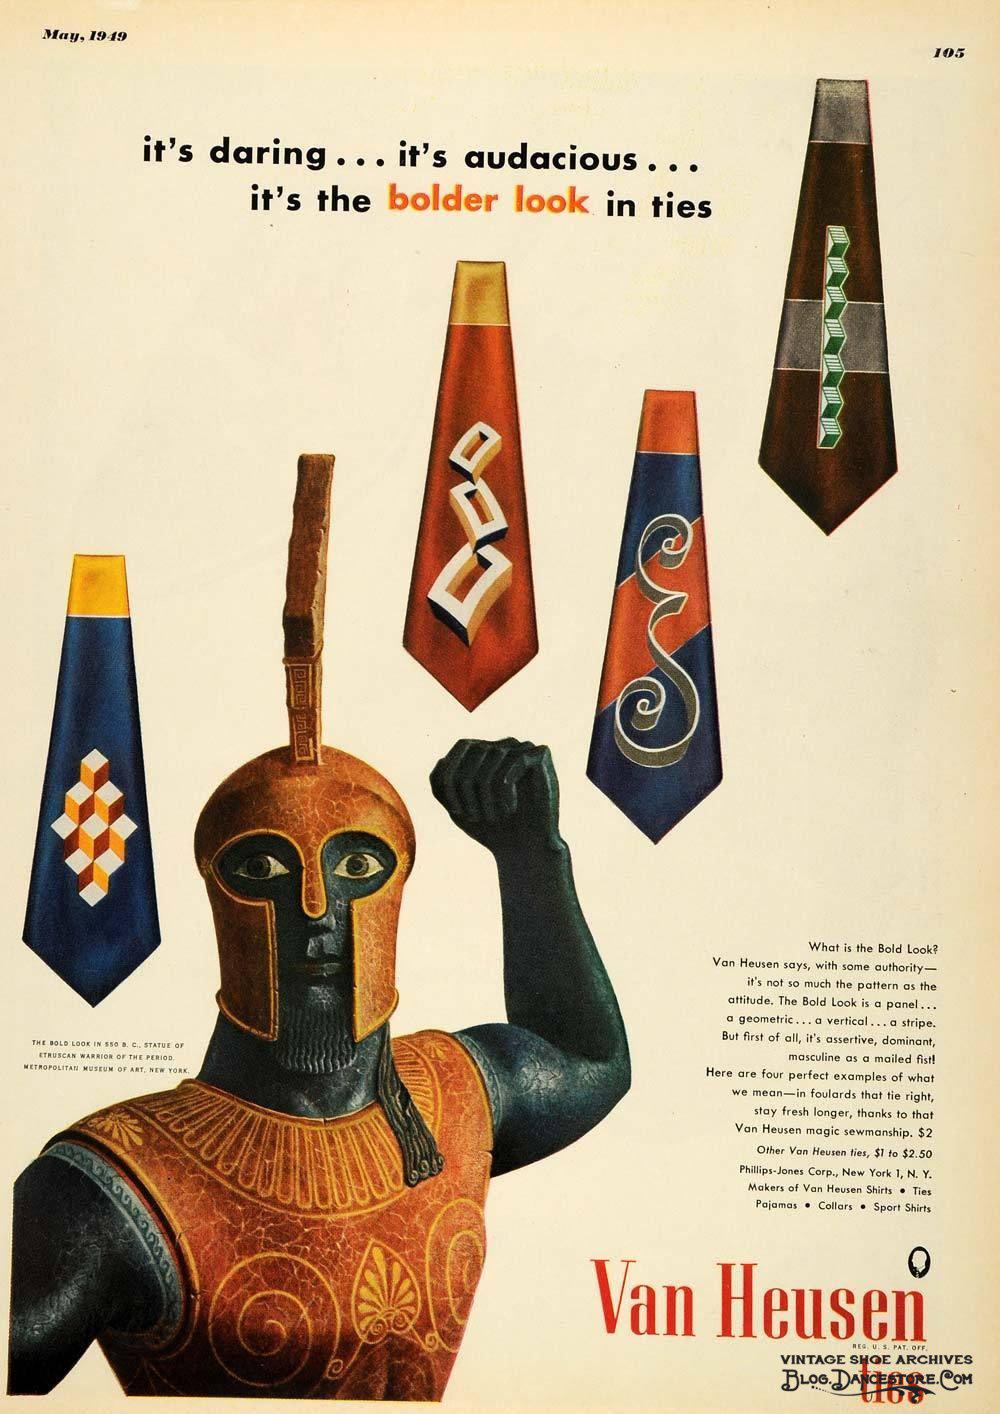 May, 1949
105
it's daring... it's audacious...
it's the bolder look in ties
THE BOLD LOOK IN 550 B. C., STATUE OF
ETRUSCAN WARRIOR OF THE PERIOD.
METROPOLITAN MUSEUM OF ART, NEW YORK.
What is the Bold Look?
Van Heusen says, with some authority—
it's not so much the pattern as the
attitude. The Bold Look is a panel...
a geometric... a vertical... a stripe.
But first of all, it's assertive, dominant,
masculine as a mailed fist!
Here are four perfect examples of what
we mean—in foulards that tie right,
stay fresh longer, thanks to that
Van Heusen magic sewmanship. $2
Other Van Heusen ties, $1 to $2.50
Phillips-Jones Corp., New York 1, N. Y.
Makers of Van Heusen Shirts • Ties
Pajamas • Collars • Sport Shirts
Van Heusen
REG. U. S. PAT. OFF.
ties
VINTAGE SHOE ARCHIVES
BLOG.DANCESTORE.COM